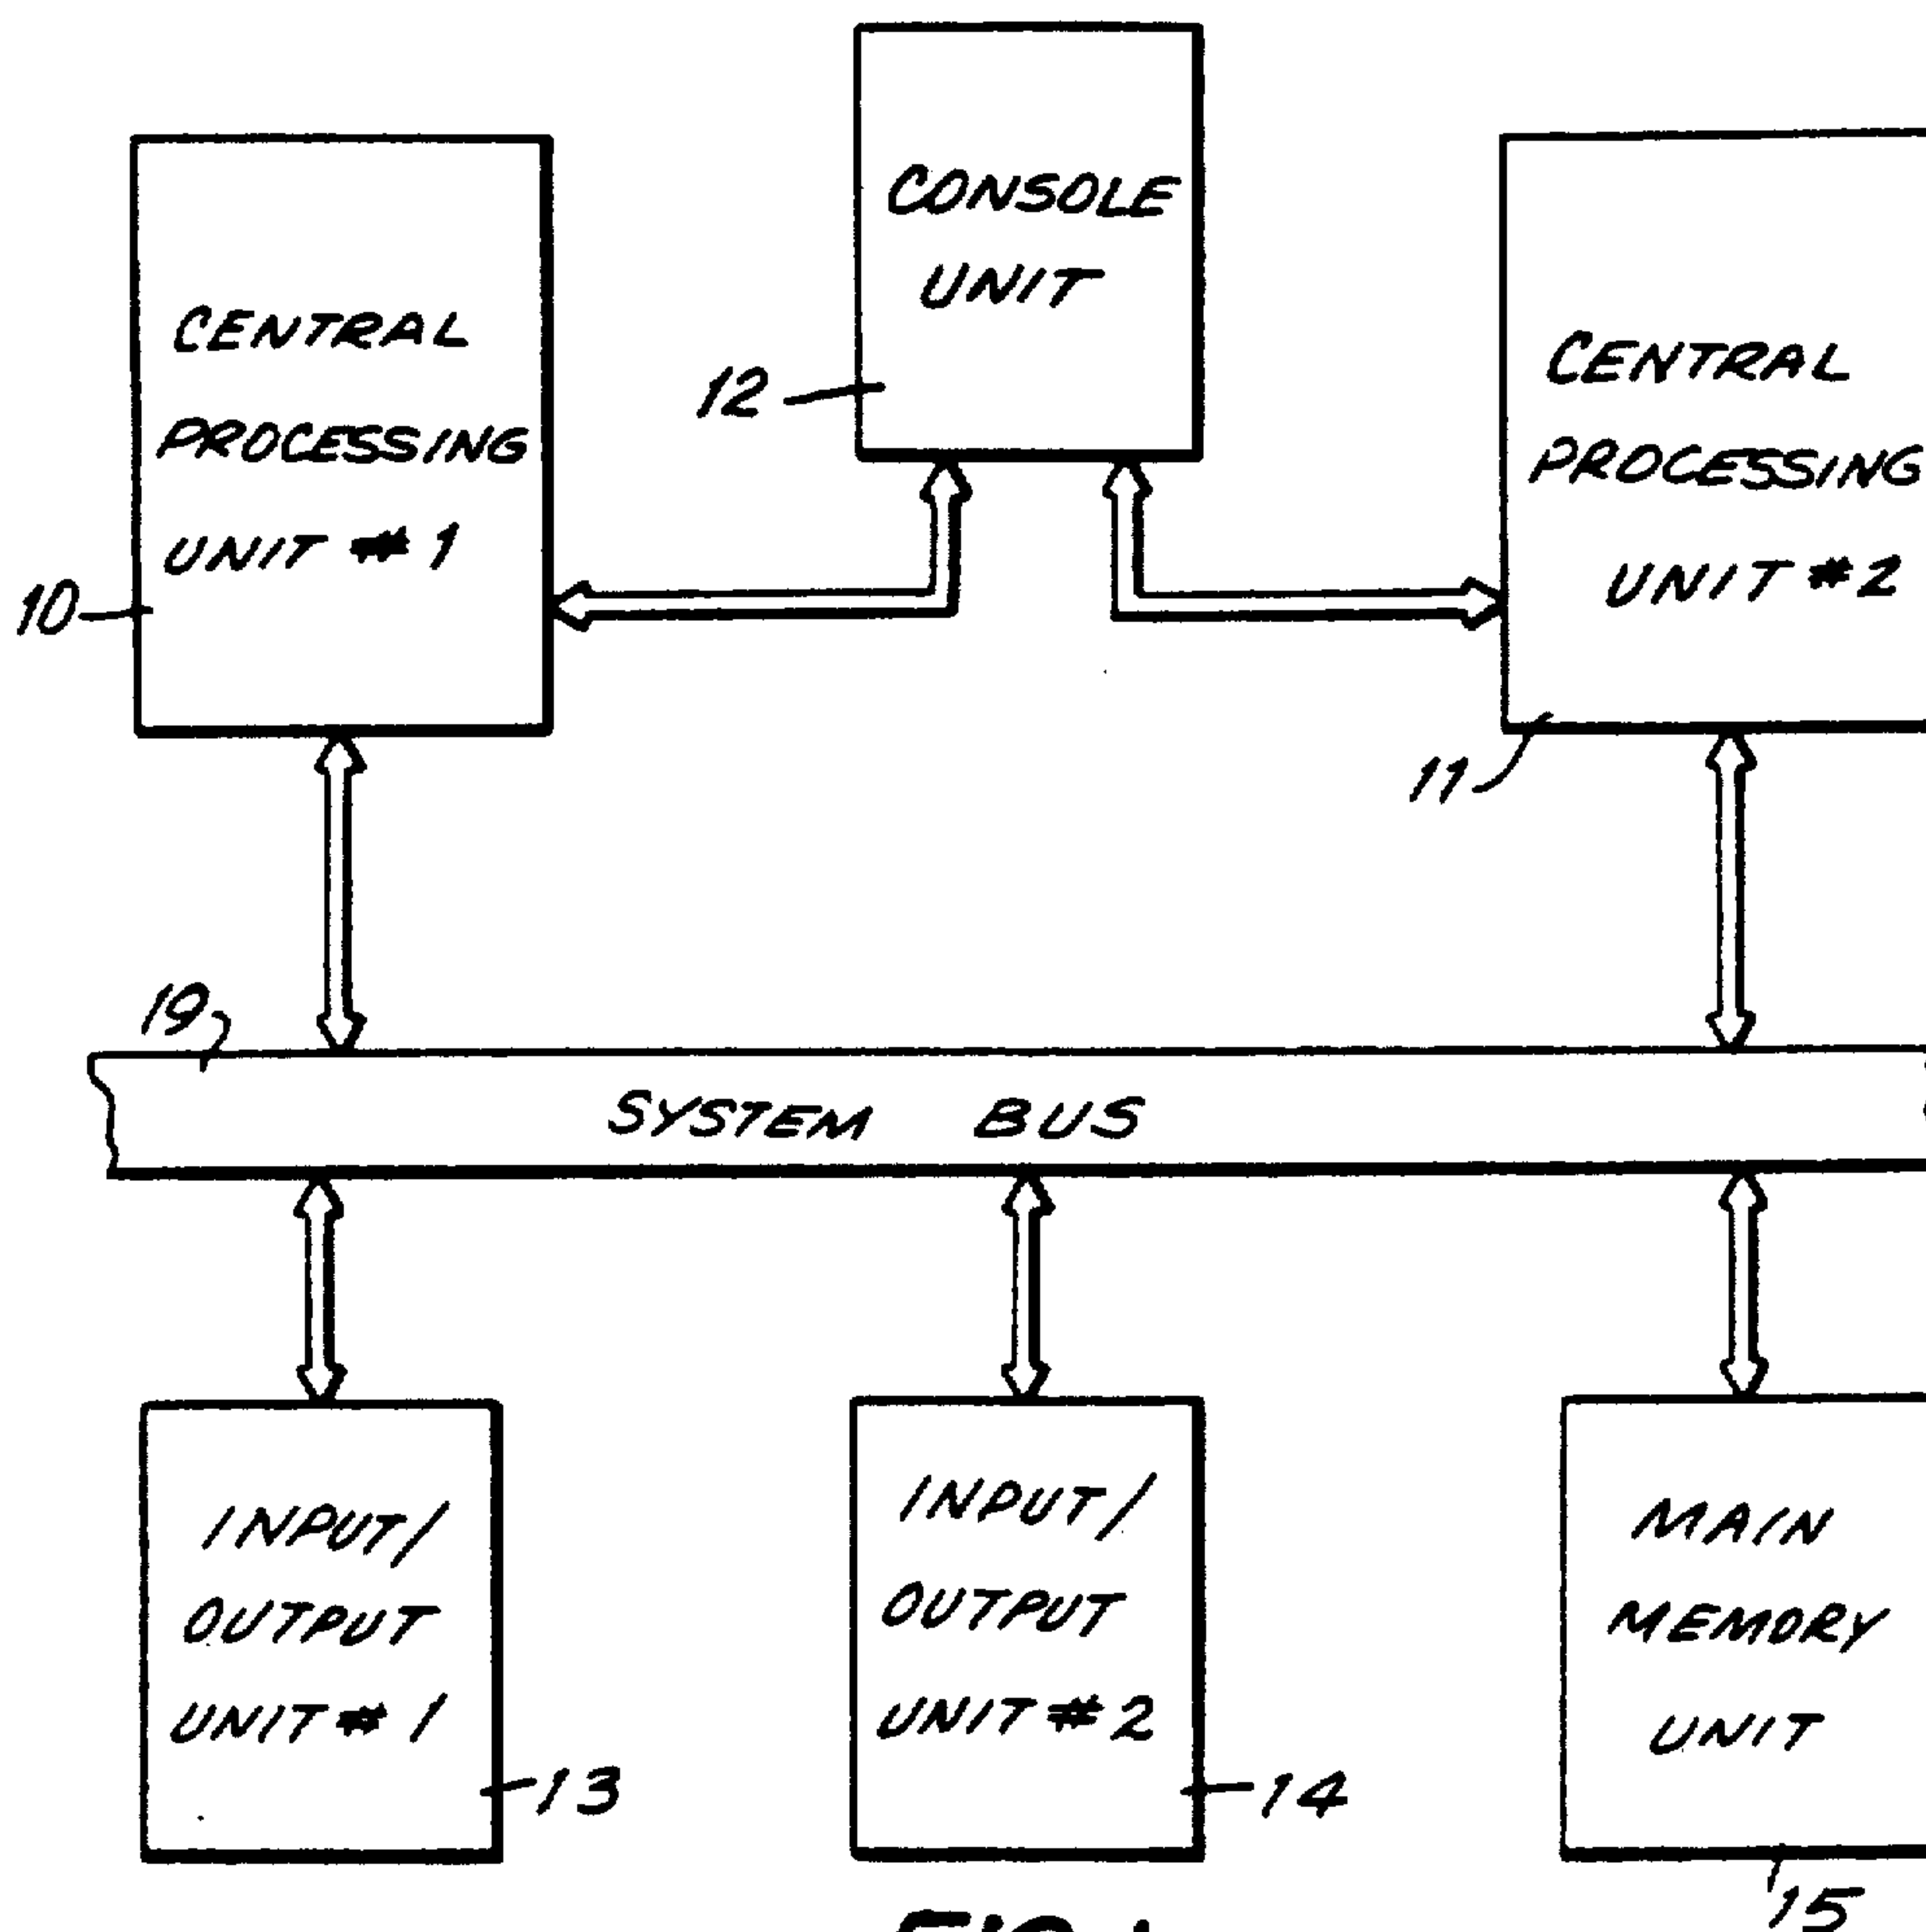 CONSOLE
UNIT
12
CENTRAL
PROCESSING
UNIT #1
10
CENTRAL
PROCESSING
UNIT #2
11
19
SYSTEM BUS
INPUT/
OUTPUT
UNIT #1
13
INPUT/
OUTPUT
UNIT #2
14
MAIN
MEMORY
UNIT
15